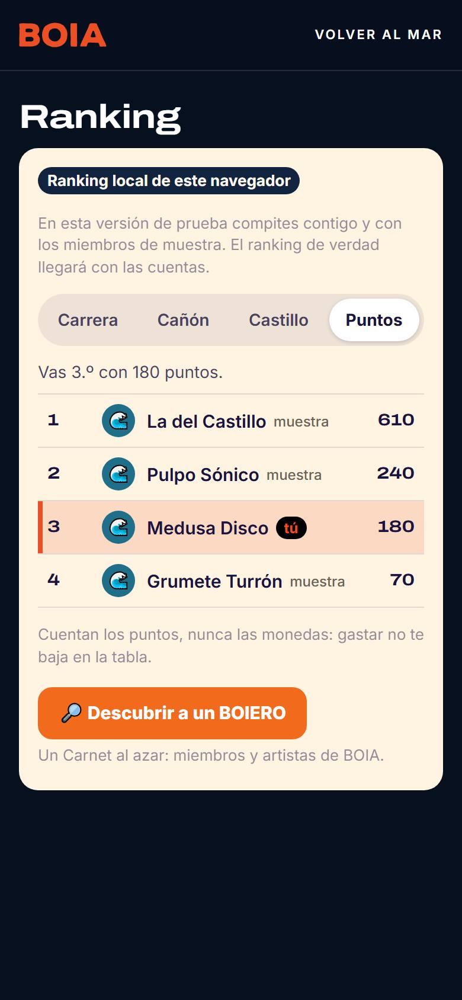 BOIA
VOLVER AL MAR
Ranking
Ranking local de este navegador
En esta versión de prueba compites contigo y con
los miembros de muestra. El ranking de verdad
llegará con las cuentas.
Carrera Cañón Castillo Puntos
Vas 3.º con 180 puntos.
1 La del Castillo muestra 610
2 Pulpo Sónico muestra 240
3 Medusa Disco tú 180
4 Grumete Turrón muestra 70
Cuentan los puntos, nunca las monedas: gastar no te
baja en la tabla.
🔎 Descubrir a un BOIERO
Un Carnet al azar: miembros y artistas de BOIA.